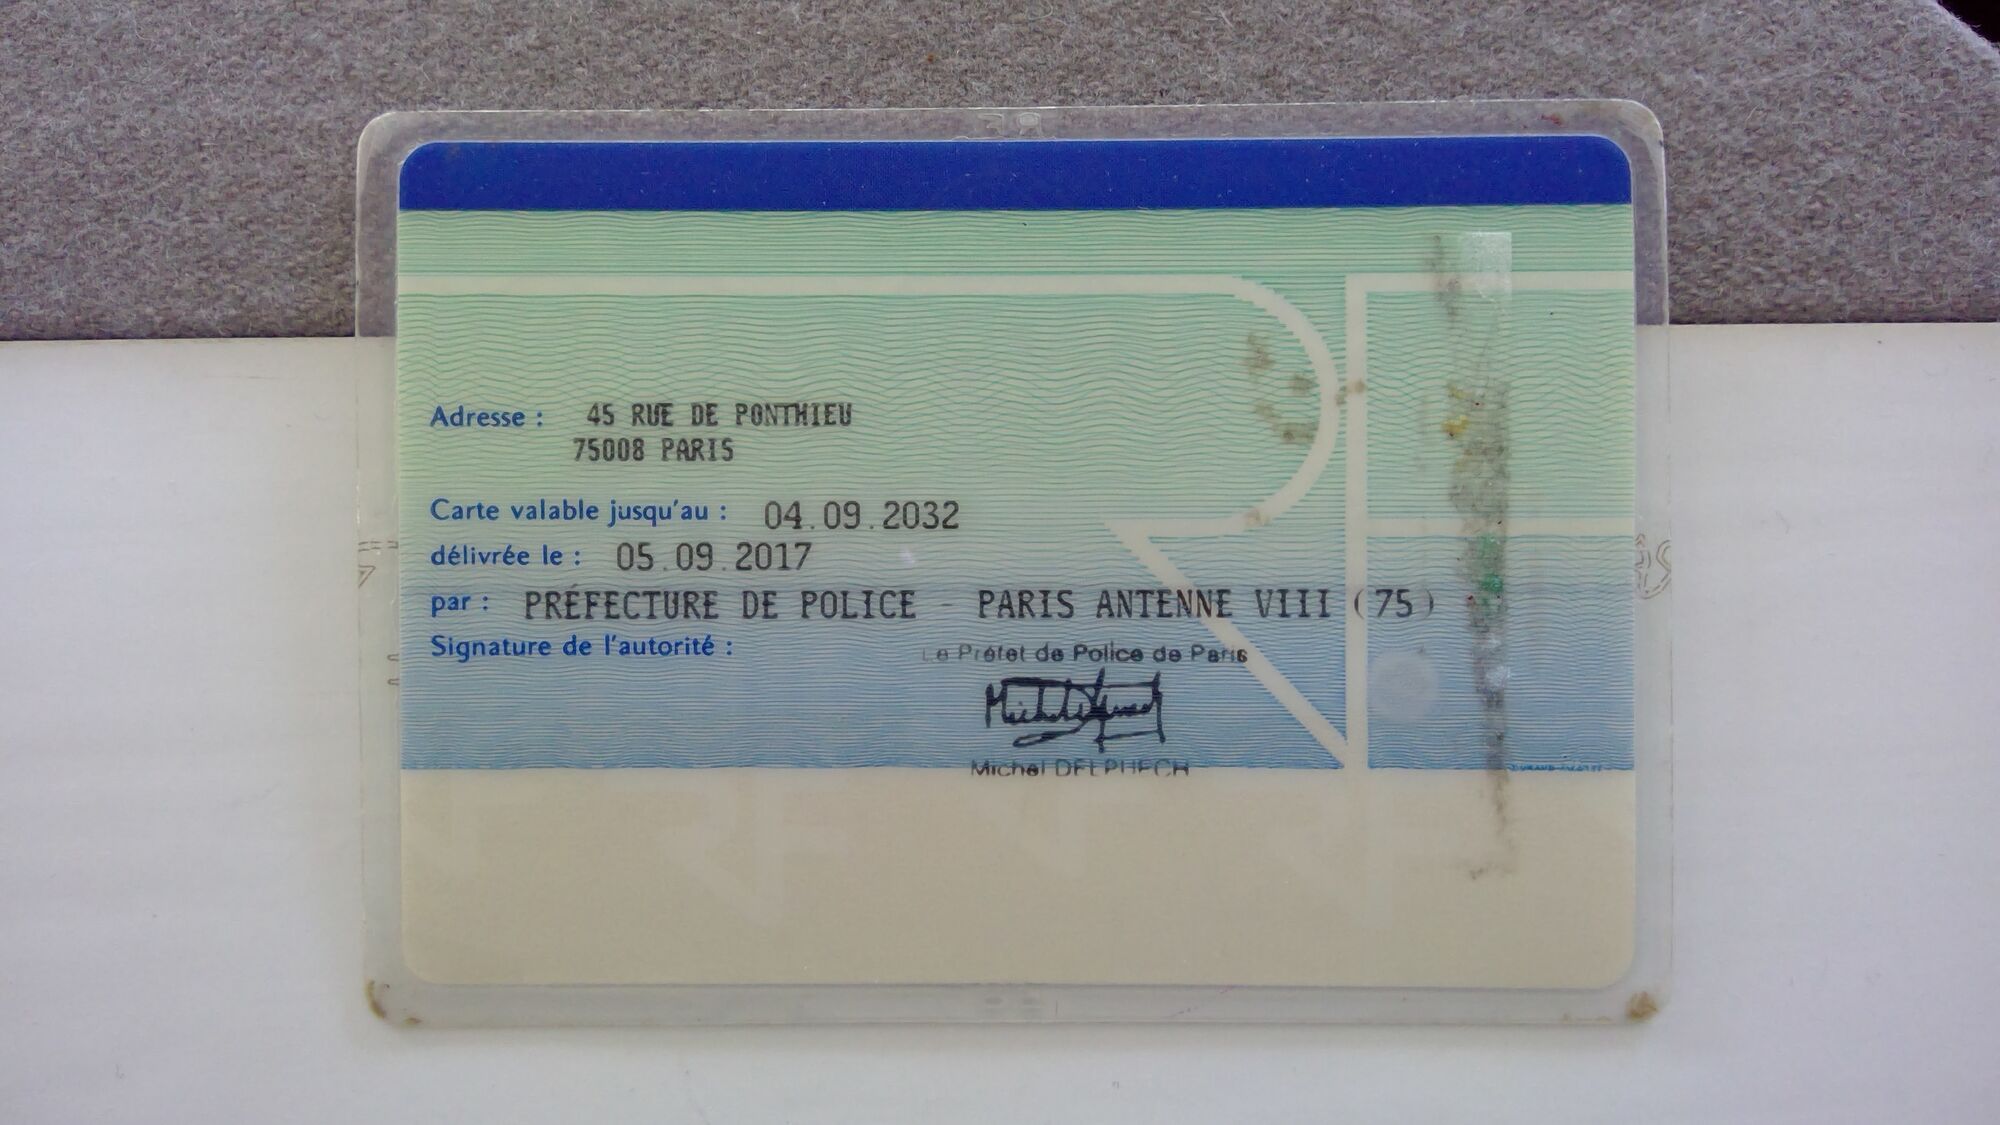 Adresse : 45 RUE DE PONTHIEU
75008 PARIS
Carte valable jusqu'au : 04.09.2032
délivrée le : 05.09.2017
par : PRÉFECTURE DE POLICE - PARIS ANTENNE VIII (75)
Signature de l'autorité :
Le Préfet de Police de Paris
Michel DELPUECH